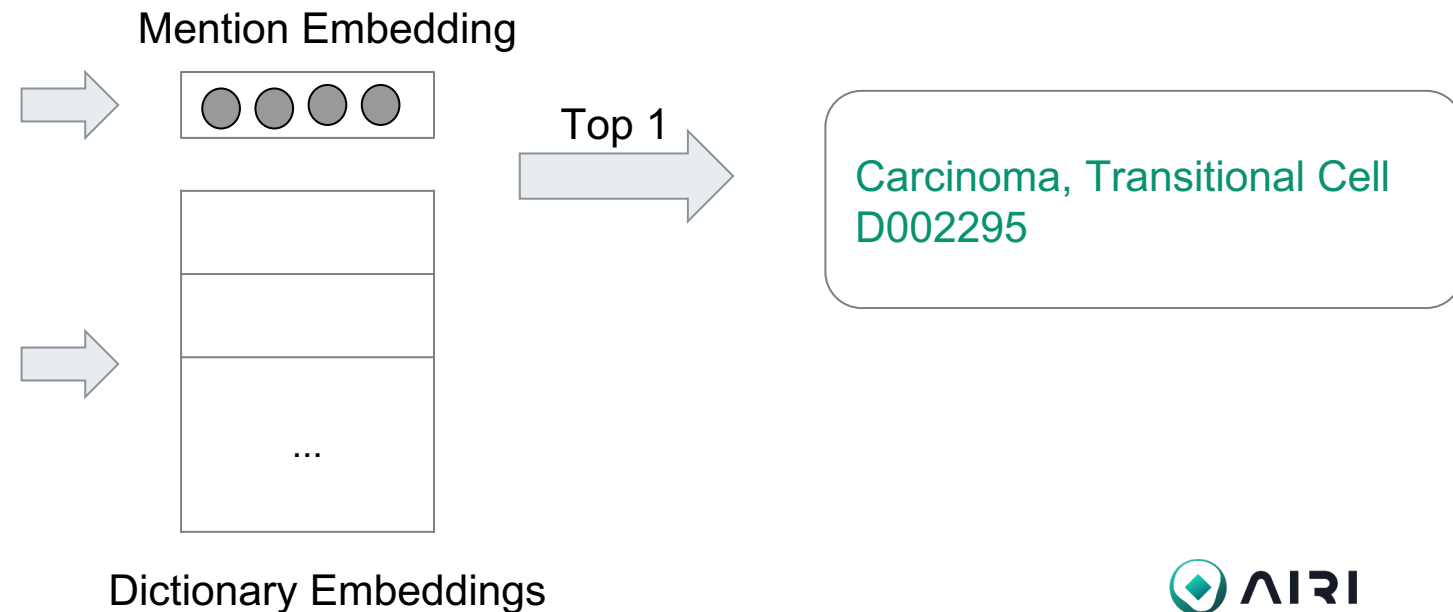 Mention Embedding
Top 1
Carcinoma, Transitional Cell
D002295
...
Dictionary Embeddings
AIRI